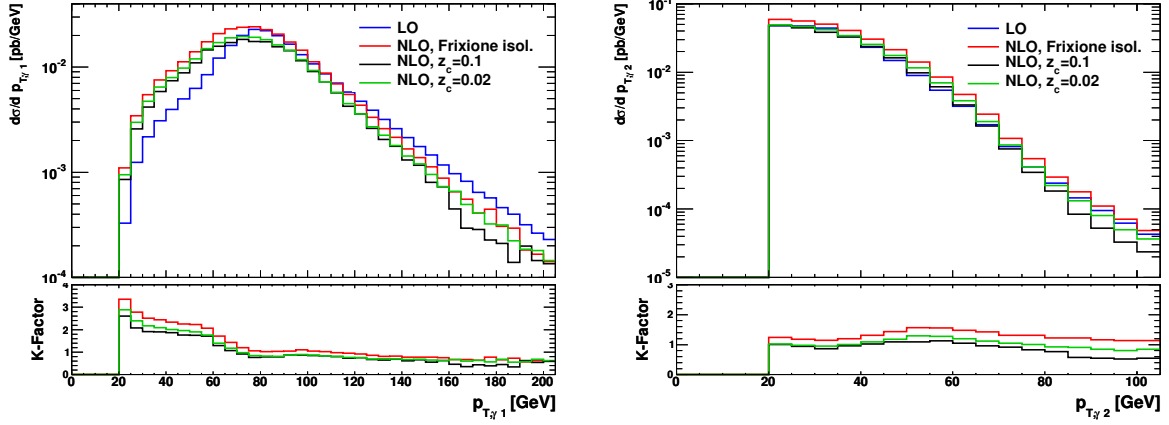 dσ/d p_{T;γ 1} [pb/GeV]
10^{-2}
10^{-3}
10^{-4}
LO
NLO, Frixione isol.
NLO, z_c=0.1
NLO, z_c=0.02
K-Factor
4
3
2
1
0
0 20 40 60 80 100 120 140 160 180 200
p_{T;γ 1} [GeV]
dσ/d p_{T;γ 2} [pb/GeV]
10^{-1}
10^{-2}
10^{-3}
10^{-4}
10^{-5}
LO
NLO, Frixione isol.
NLO, z_c=0.1
NLO, z_c=0.02
K-Factor
3
2
1
0
0 20 40 60 80 100
p_{T;γ 2} [GeV]